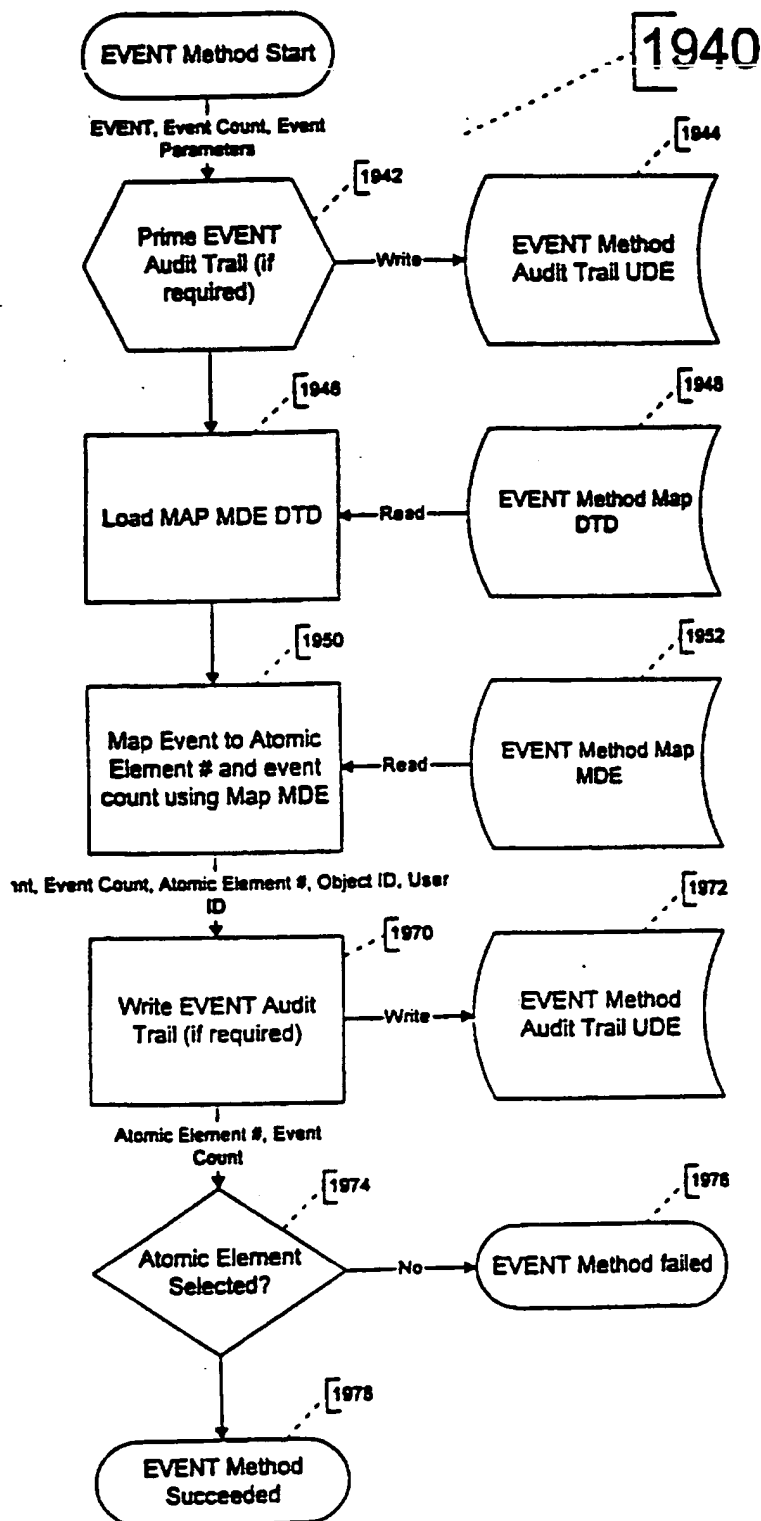 EVENT Method Start
1940
EVENT, Event Count, Event
Parameters
1942
1944
Prime EVENT
Audit Trail (if
required)
Write
EVENT Method
Audit Trail UDE
1946
1948
Load MAP MDE DTD
Read
EVENT Method Map
DTD
1950
1952
Map Event to Atomic
Element # and event
count using Map MDE
Read
EVENT Method Map
MDE
Event Count, Atomic Element #, Object ID, User
ID
1970
1972
Write EVENT Audit
Trail (if required)
Write
EVENT Method
Audit Trail UDE
Atomic Element #, Event
Count
1974
1976
Atomic Element
Selected?
No
EVENT Method failed
1978
EVENT Method
Succeeded